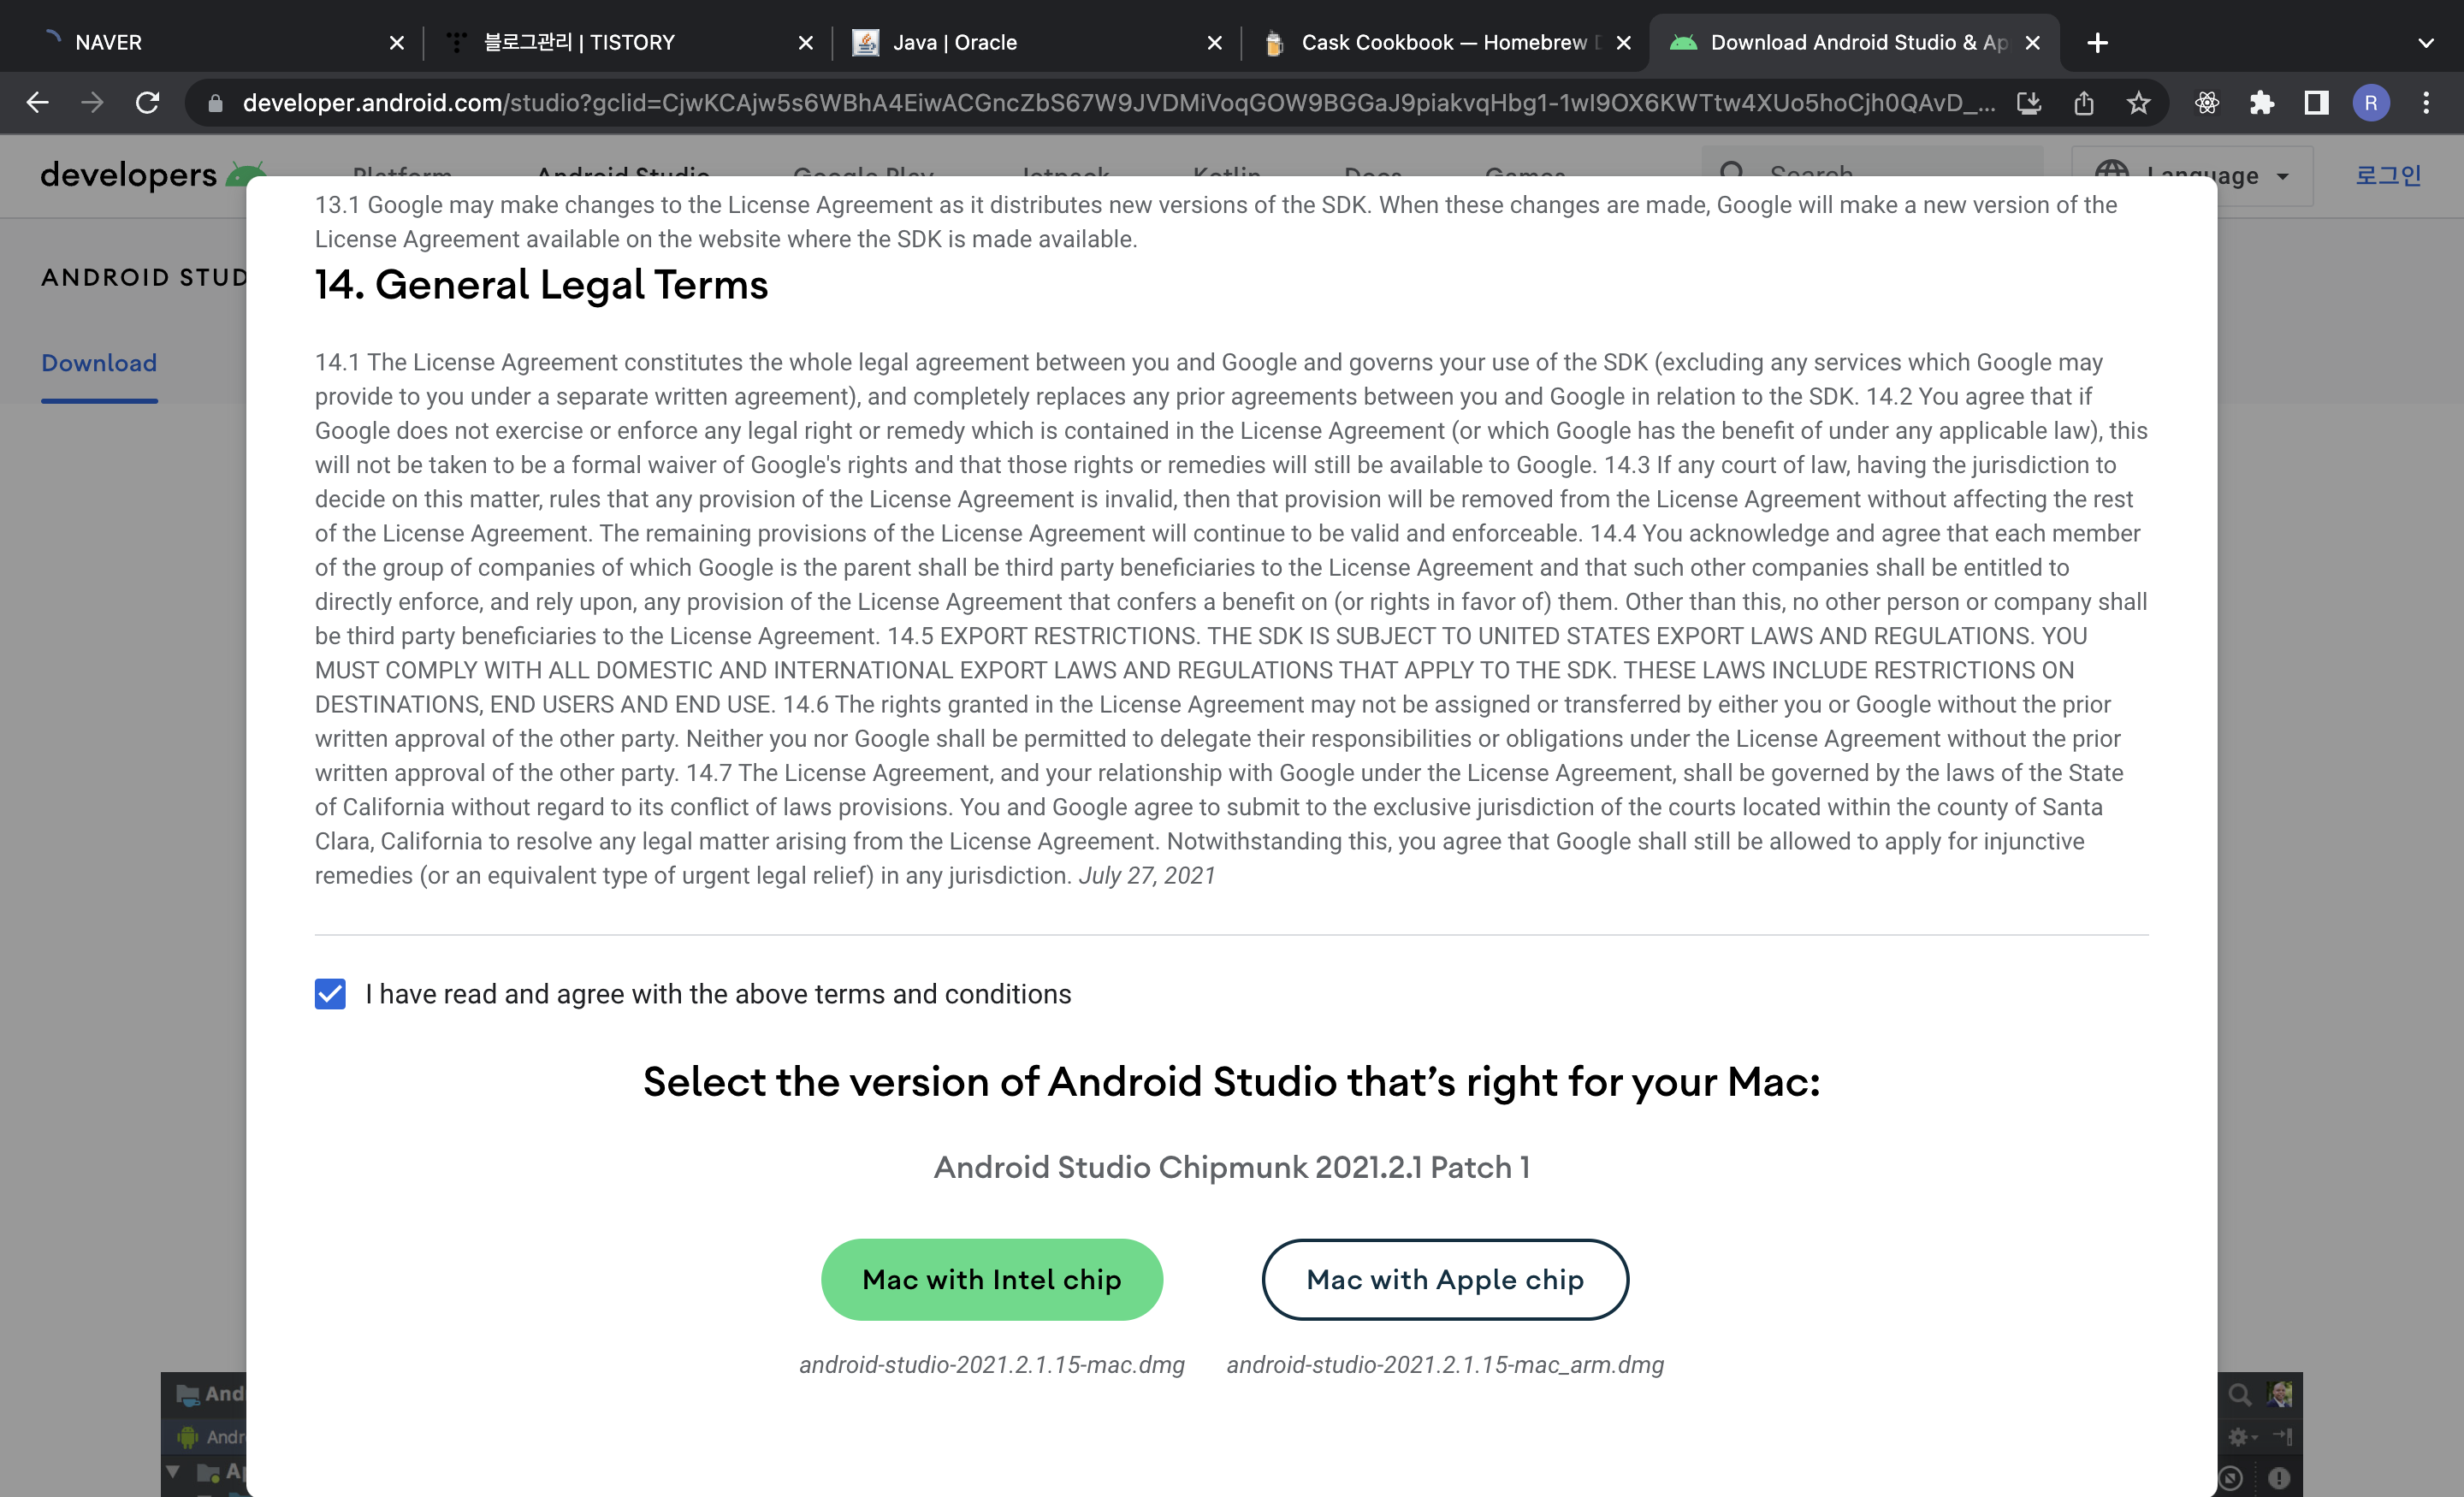 NAVER
블로그관리 | TISTORY
Java | Oracle
Cask Cookbook — Homebrew D
Download Android Studio & Ap
developer.android.com/studio?gclid=CjwKCAjw5s6WBhA4EiwACGncZbS67W9JVDMiVoqGOW9BGGaJ9piakvqHbg1-1wI9OX6KWTtw4XUo5hoCjh0QAvD_...
R
developers
Platform
Android Studio
Google Play
Jetpack
Kotlin
Docs
Games
Search
Language
로그인
ANDROID STUD
Download
13.1 Google may make changes to the License Agreement as it distributes new versions of the SDK. When these changes are made, Google will make a new version of the
License Agreement available on the website where the SDK is made available.
14. General Legal Terms
14.1 The License Agreement constitutes the whole legal agreement between you and Google and governs your use of the SDK (excluding any services which Google may
provide to you under a separate written agreement), and completely replaces any prior agreements between you and Google in relation to the SDK. 14.2 You agree that if
Google does not exercise or enforce any legal right or remedy which is contained in the License Agreement (or which Google has the benefit of under any applicable law), this
will not be taken to be a formal waiver of Google's rights and that those rights or remedies will still be available to Google. 14.3 If any court of law, having the jurisdiction to
decide on this matter, rules that any provision of the License Agreement is invalid, then that provision will be removed from the License Agreement without affecting the rest
of the License Agreement. The remaining provisions of the License Agreement will continue to be valid and enforceable. 14.4 You acknowledge and agree that each member
of the group of companies of which Google is the parent shall be third party beneficiaries to the License Agreement and that such other companies shall be entitled to
directly enforce, and rely upon, any provision of the License Agreement that confers a benefit on (or rights in favor of) them. Other than this, no other person or company shall
be third party beneficiaries to the License Agreement. 14.5 EXPORT RESTRICTIONS. THE SDK IS SUBJECT TO UNITED STATES EXPORT LAWS AND REGULATIONS. YOU
MUST COMPLY WITH ALL DOMESTIC AND INTERNATIONAL EXPORT LAWS AND REGULATIONS THAT APPLY TO THE SDK. THESE LAWS INCLUDE RESTRICTIONS ON
DESTINATIONS, END USERS AND END USE. 14.6 The rights granted in the License Agreement may not be assigned or transferred by either you or Google without the prior
written approval of the other party. Neither you nor Google shall be permitted to delegate their responsibilities or obligations under the License Agreement without the prior
written approval of the other party. 14.7 The License Agreement, and your relationship with Google under the License Agreement, shall be governed by the laws of the State
of California without regard to its conflict of laws provisions. You and Google agree to submit to the exclusive jurisdiction of the courts located within the county of Santa
Clara, California to resolve any legal matter arising from the License Agreement. Notwithstanding this, you agree that Google shall still be allowed to apply for injunctive
remedies (or an equivalent type of urgent legal relief) in any jurisdiction. July 27, 2021
I have read and agree with the above terms and conditions
Select the version of Android Studio that’s right for your Mac:
Android Studio Chipmunk 2021.2.1 Patch 1
Mac with Intel chip
Mac with Apple chip
android-studio-2021.2.1.15-mac.dmg
android-studio-2021.2.1.15-mac_arm.dmg
And
Andr
Ap